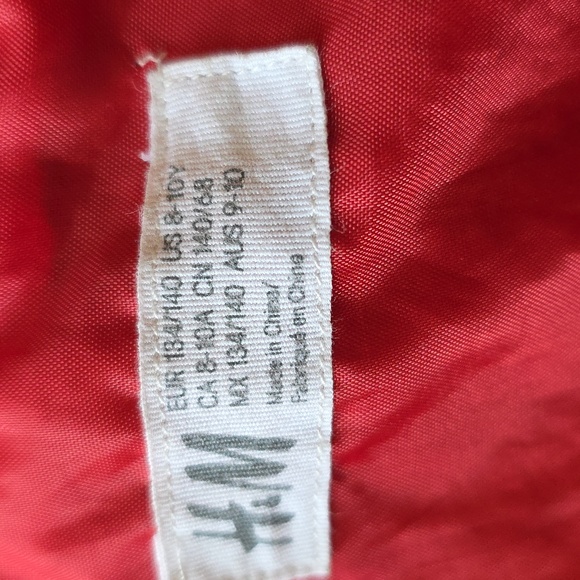 H&M
EUR 134/140 US 8-10Y
CA 8-10A CN 140/68
MX 134/140 AUS 9-10
Made in China/
Fabriqué en Chine